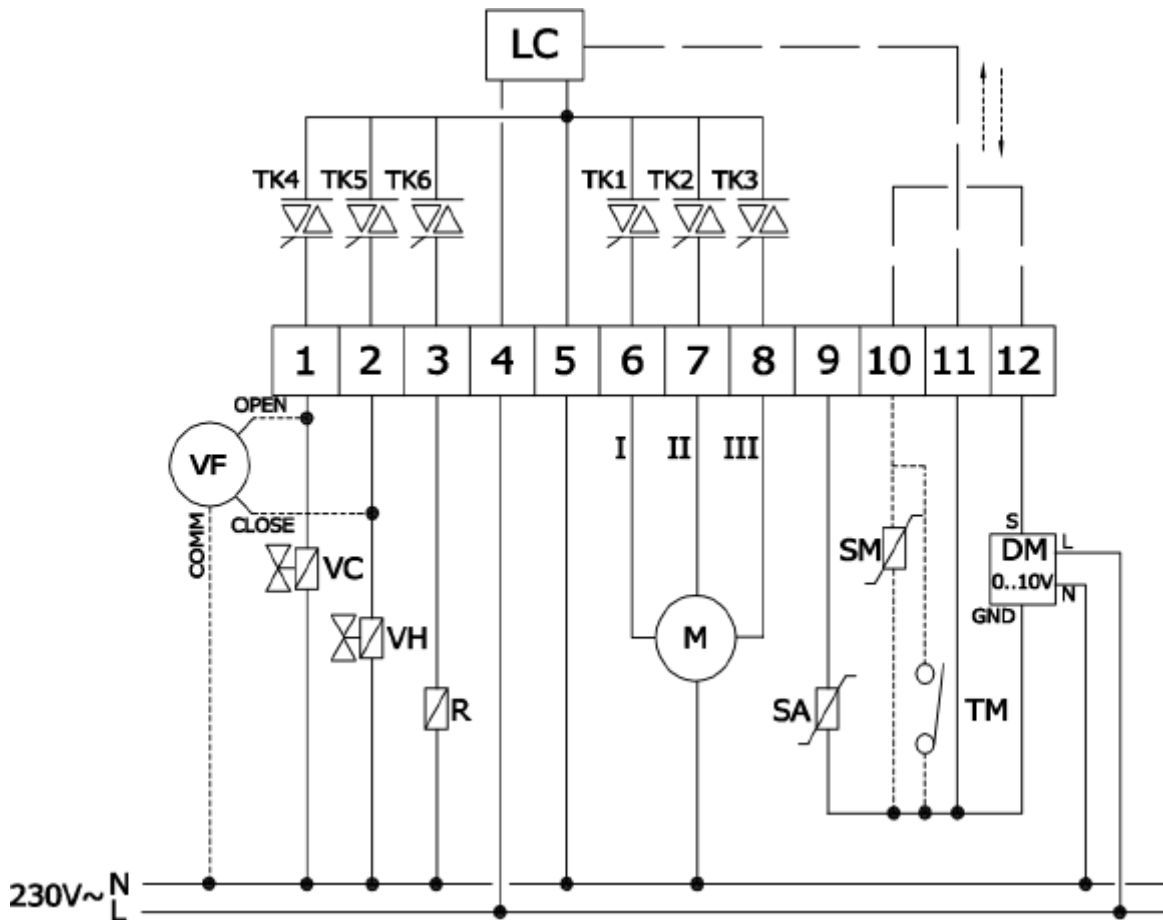 LC
TK4 TK5 TK6 TK1 TK2 TK3
1 2 3 4 5 6 7 8 9 10 11 12
OPEN
VF
I II III
CLOSE
COMM
S
L
DM
0..10V
N
GND
SM
VC
VH
M
R
SA
TM
230V~ N
L